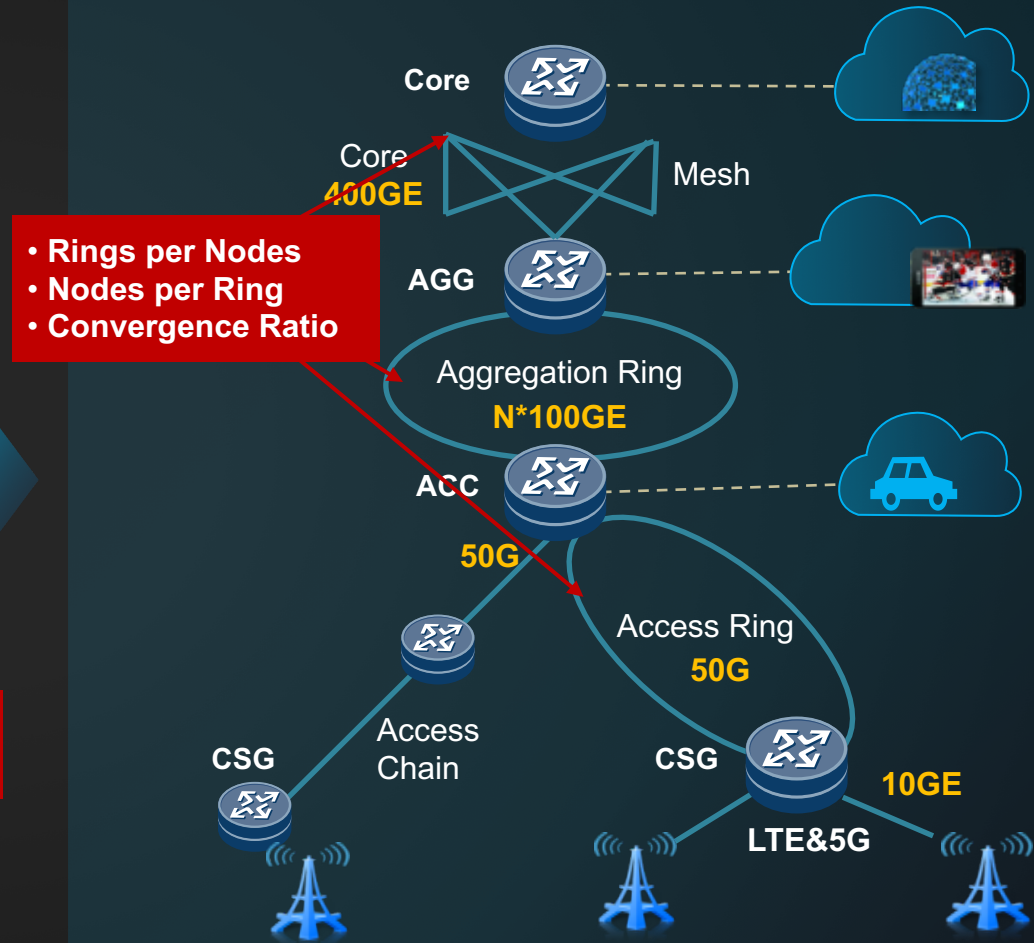 Core
Core
400GE
Mesh
• Rings per Nodes
• Nodes per Ring
• Convergence Ratio
AGG
Aggregation Ring
N*100GE
ACC
50G
Access Ring
50G
Access
Chain
CSG
CSG
10GE
LTE&5G